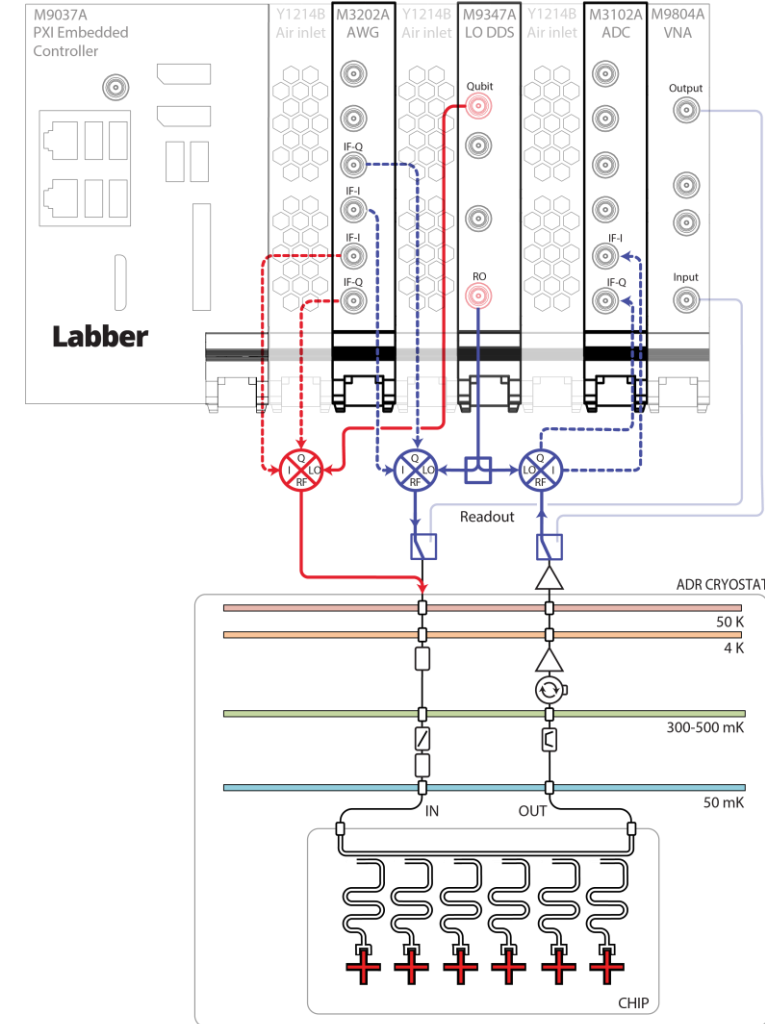 M9037A
PXI Embedded
Controller
Y1214B
Air inlet
M3202A
AWG
Y1214B
Air inlet
M9347A
LO DDS
Y1214B
Air inlet
M3102A
ADC
M9804A
VNA
Qubit
Output
IF-Q
IF-I
IF-I
IF-Q
RO
IF-I
IF-Q
Input
Labber
Q
I
LO
RF
Q
I
LO
RF
Q
LO
I
RF
Readout
ADR CRYOSTAT
50 K
4 K
300-500 mK
50 mK
IN
OUT
CHIP